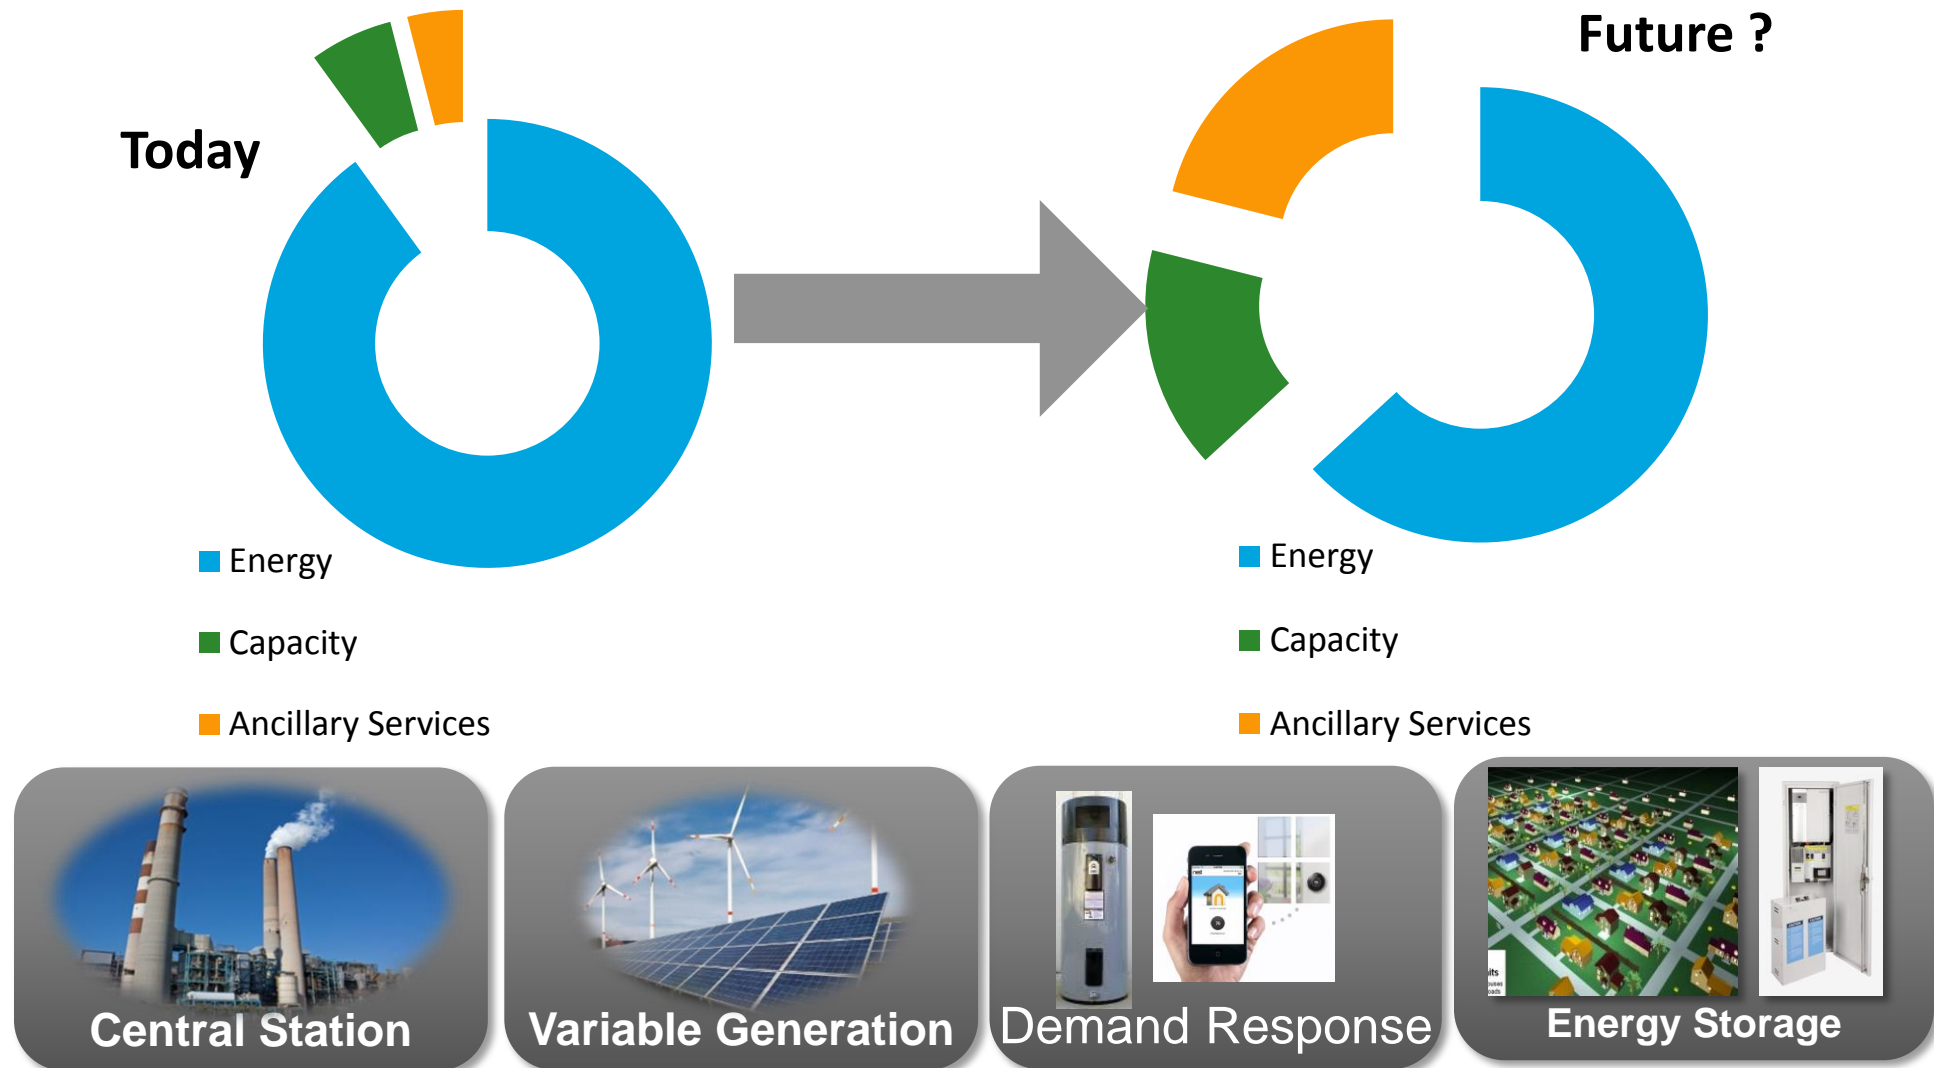 Today
Future ?
Energy
Capacity
Ancillary Services
Energy
Capacity
Ancillary Services
Central Station
Variable Generation
Demand Response
Energy Storage